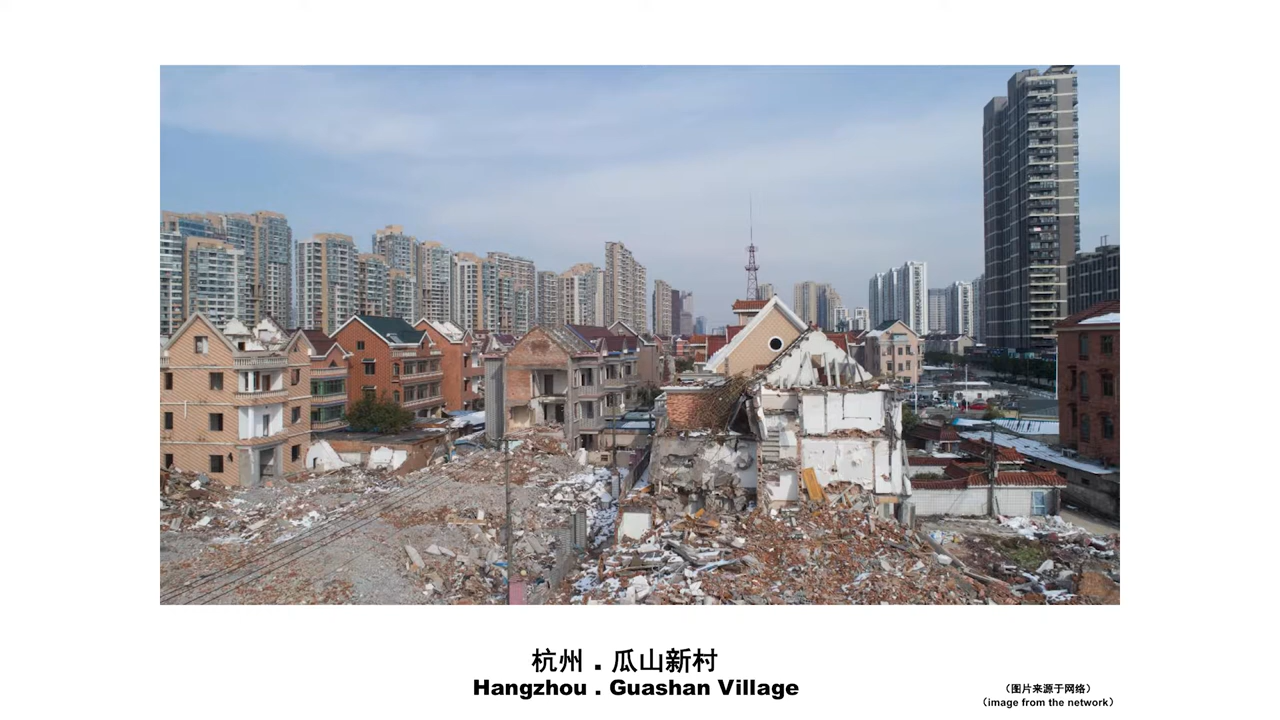 杭州 . 瓜山新村
Hangzhou . Guashan Village
（图片来源于网络）
（image from the network）